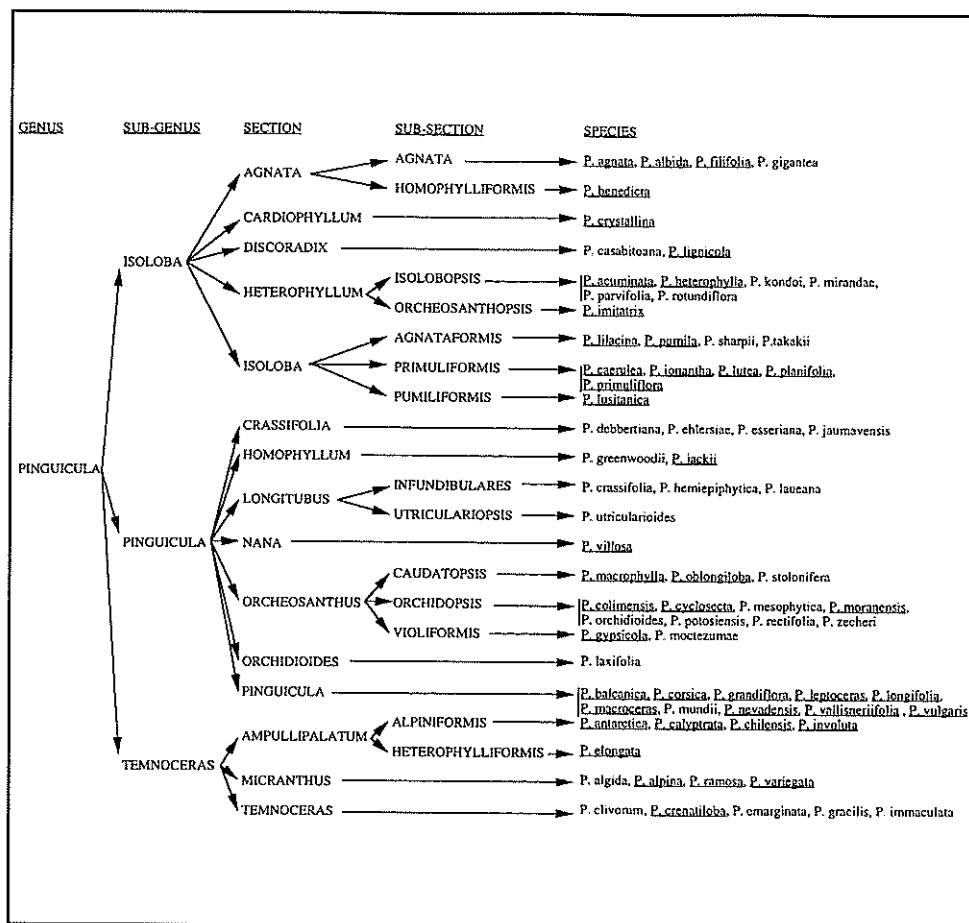 GENUS SUB-GENUS SECTION SUB-SECTION SPECIES
AGNATA P. agnata, P. albida, P. filifolia, P. gigantea
AGNATA
HOMOPHYLLIFORMIS P. benedicta
CARDIOPHYLLUM P. crystallina
DISCORADIX P. casabitoana, P. lignicola
ISOLOBA
ISOLOBOPSIS P. acuminata, P. heterophylla, P. kondoi, P. mirandae,
HETEROPHYLLUM
P. parvifolia, P. rotundiflora
ORCHEOSANTHOPSIS P. imitatrix
AGNATAFORMIS P. lilacina, P. pumila, P. sharpii, P.takakii
ISOLOBA PRIMULIFORMIS P. caerulea, P. ionantha, P. lutea, P. planifolia,
P. primuliflora
PUMILIFORMIS P. lusitanica
CRASSIFOLIA P. debbertiana, P. ehlersiae, P. esseriana, P. jaumavensis
HOMOPHYLLUM P. greenwoodii, P. jackii
PINGUICULA
INFUNDIBULARES P. crassifolia, P. hemiepiphytica, P. laueana
LONGITUBUS
UTRICULARIOPSIS P. utricularioides
PINGUICULA NANA P. villosa
CAUDATOPSIS P. macrophylla, P. oblongiloba, P. stolonifera
ORCHEOSANTHUS ORCHIDOPSIS P. colimensis, P. cyclosecta, P. mesophytica, P. moranensis,
P. orchidioides, P. potosiensis, P. rectifolia, P. zecheri
VIOLIFORMIS P. gypsicola, P. moctezumae
ORCHIDIOIDES P. laxifolia
PINGUICULA P. balcanica, P. corsica, P. grandiflora, P. leptoceras, P. longifolia,
P. macroceras, P. mundii, P. nevadensis, P. vallisneriifolia , P. vulgaris
ALPINIFORMIS P. antarctica, P. calyptrata, P. chilensis, P. involuta
AMPULLIPALATUM
HETEROPHYLLIFORMIS P. elongata
TEMNOCERAS
MICRANTHUS P. algida, P. alpina, P. ramosa, P. variegata
TEMNOCERAS P. clivorum, P. crenatiloba, P. emarginata, P. gracilis, P. immaculata